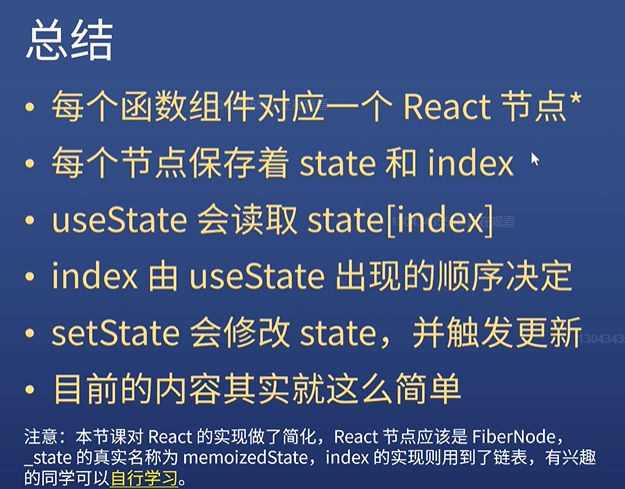 总结
• 每个函数组件对应一个 React 节点*
• 每个节点保存着 state 和 index
• useState 会读取 state[index]
• index 由 useState 出现的顺序决定
• setState 会修改 state，并触发更新
• 目前的内容其实就这么简单
注意：本节课对 React 的实现做了简化，React 节点应该是 FiberNode，
_state 的真实名称为 memoizedState，index 的实现则用到了链表，有兴趣
的同学可以自行学习。